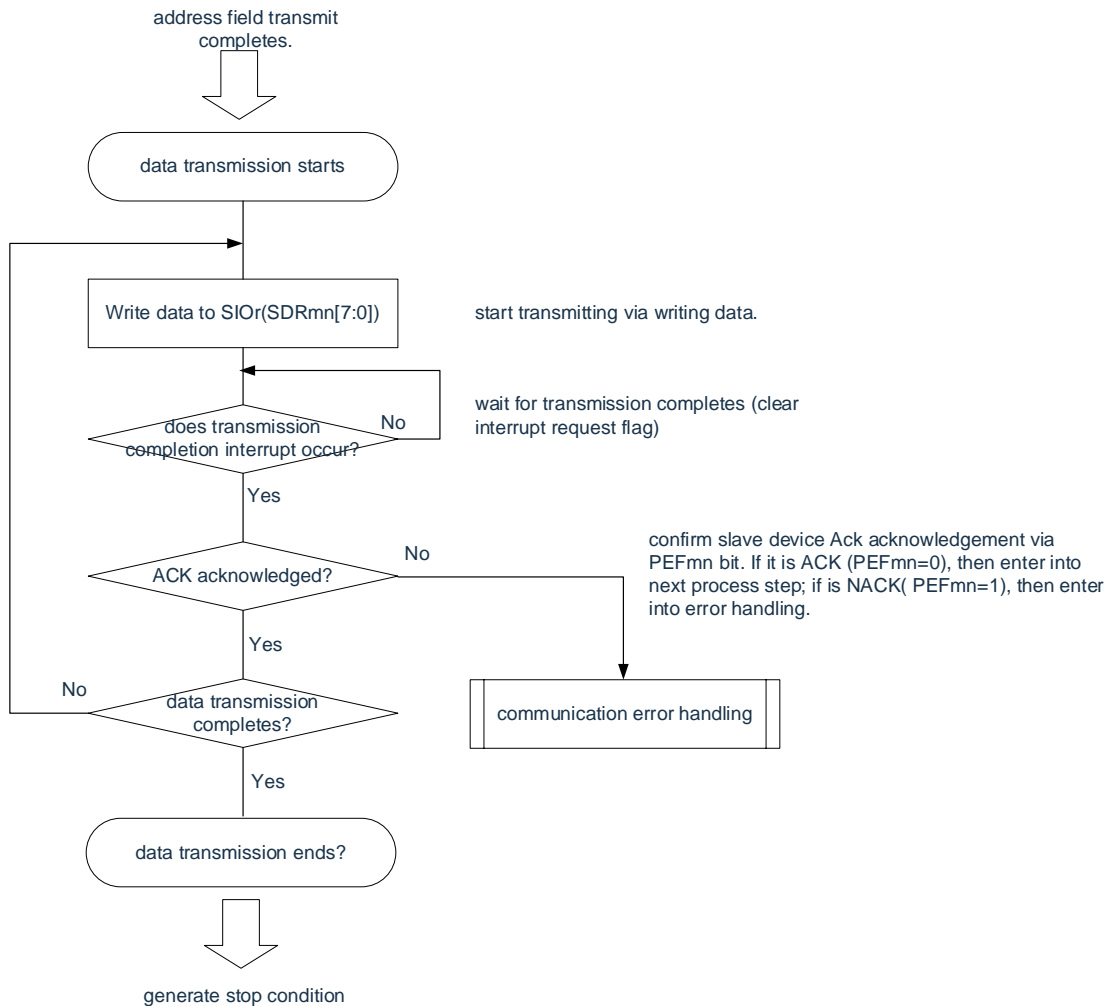 address field transmit
completes.
data transmission starts
Write data to SIOr(SDRmn[7:0])
start transmitting via writing data.
No
wait for transmission completes (clear
interrupt request flag)
does transmission
completion interrupt occur?
Yes
No
confirm slave device Ack acknowledgement via
PEFmn bit. If it is ACK (PEFmn=0), then enter into
next process step; if is NACK( PEFmn=1), then enter
into error handling.
ACK acknowledged?
Yes
No
data transmission
completes?
communication error handling
Yes
data transmission ends?
generate stop condition